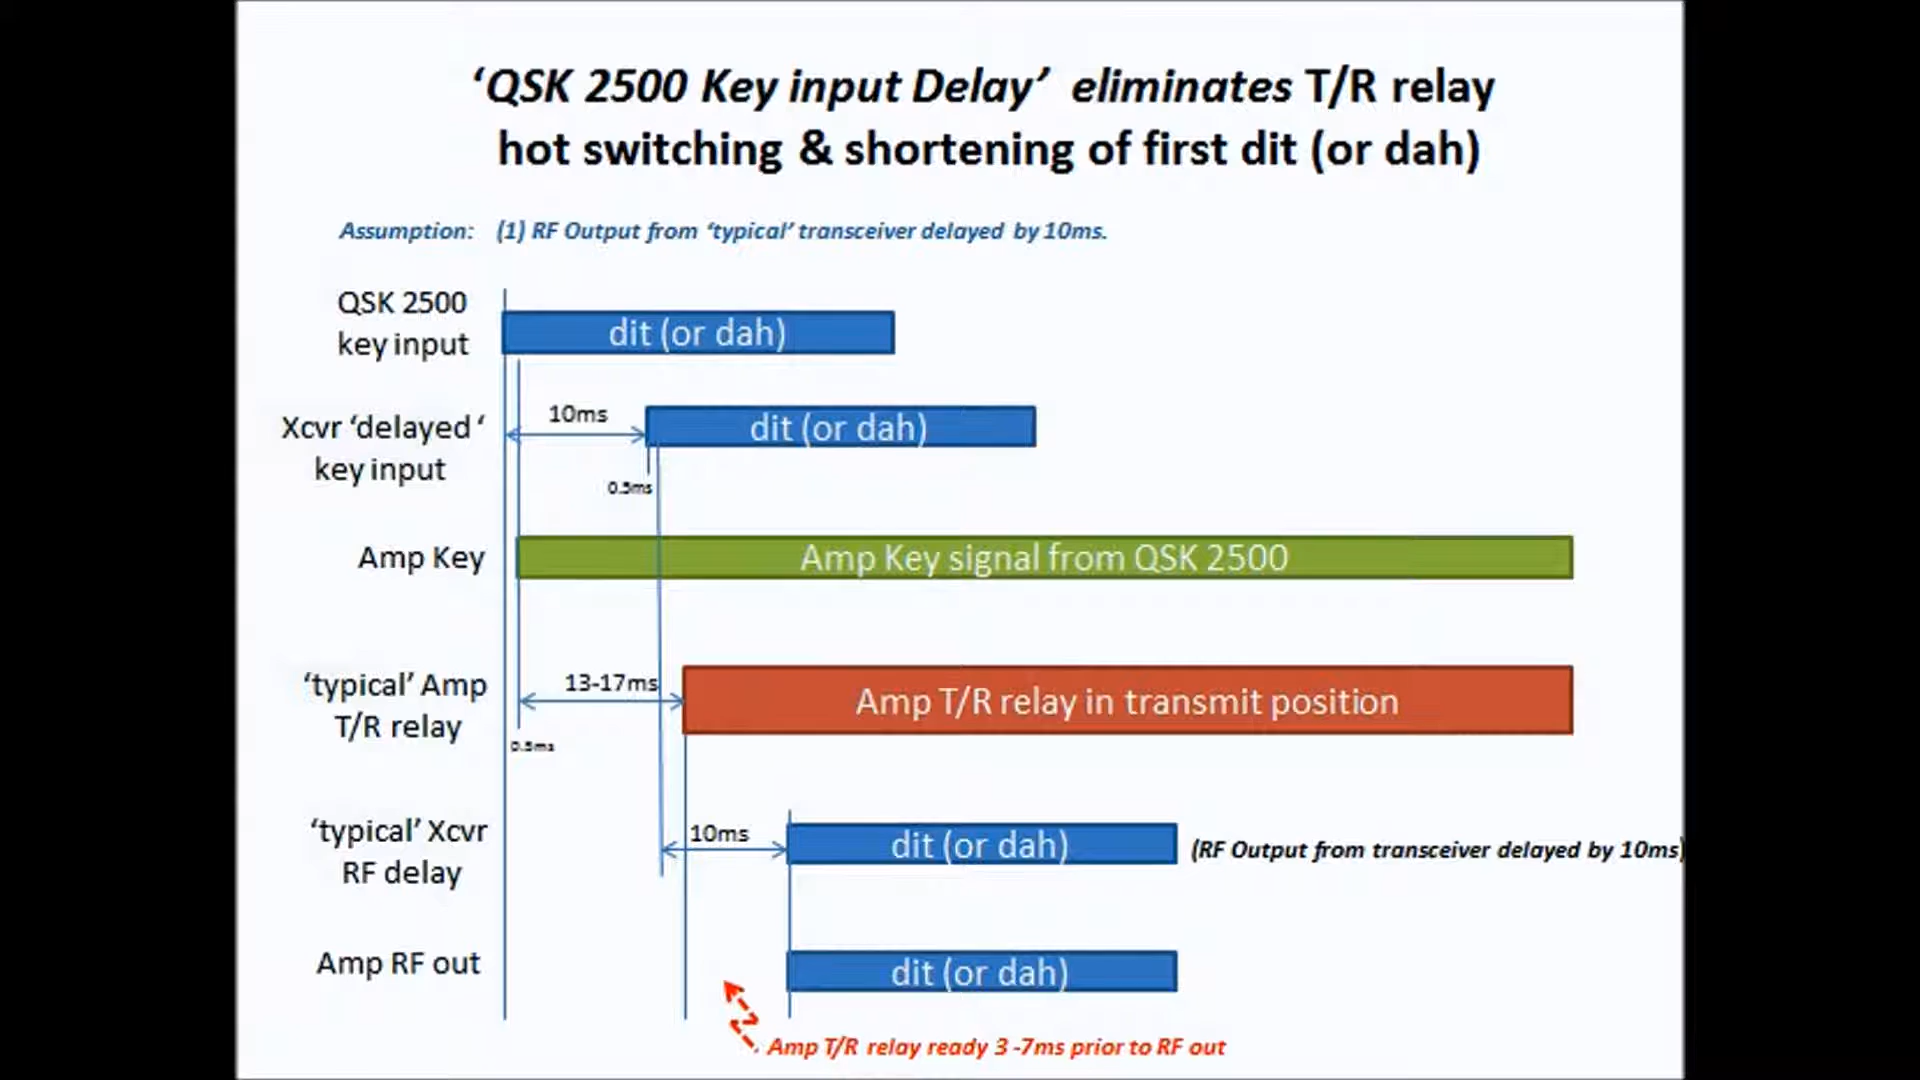 ‘QSK 2500 Key input Delay’ eliminates T/R relay
hot switching & shortening of first dit (or dah)
Assumption: (1) RF Output from ‘typical’ transceiver delayed by 10ms.
QSK 2500
key input
dit (or dah)
Xcvr ‘delayed ‘
key input
10ms
dit (or dah)
0.5ms
Amp Key
Amp Key signal from QSK 2500
‘typical’ Amp
T/R relay
13-17ms
Amp T/R relay in transmit position
0.5ms
‘typical’ Xcvr
RF delay
10ms
dit (or dah)
(RF Output from transceiver delayed by 10ms)
Amp RF out
dit (or dah)
Amp T/R relay ready 3 -7ms prior to RF out